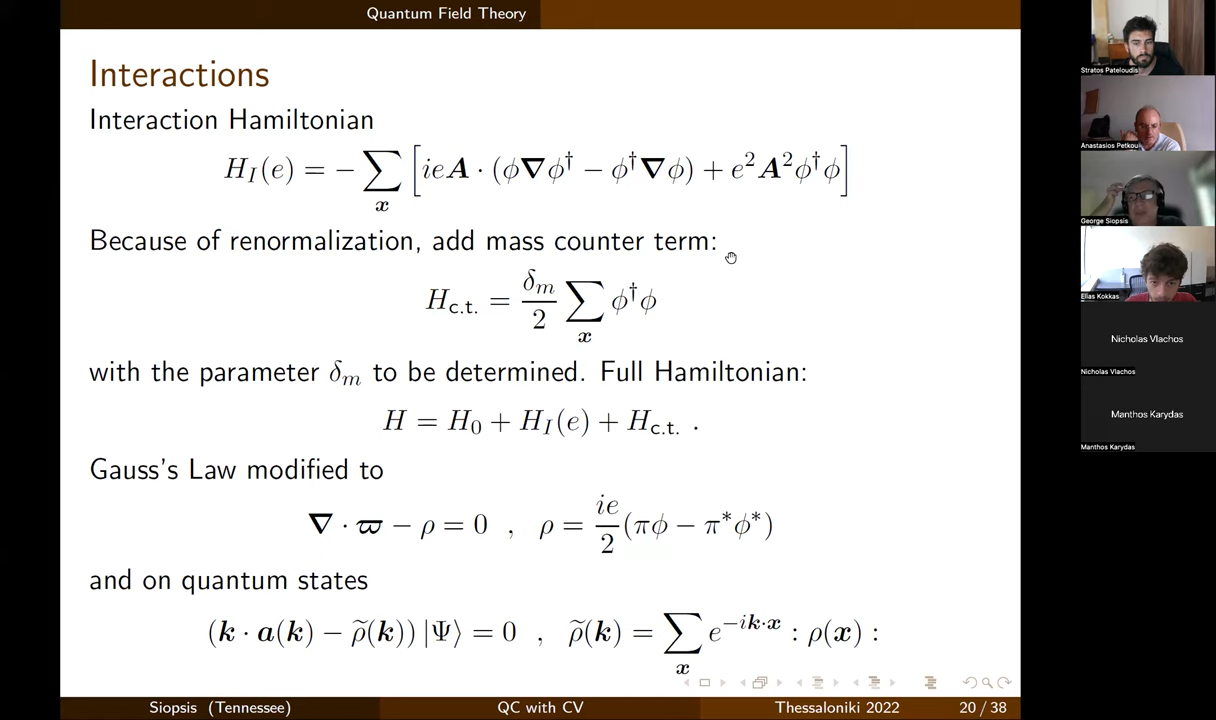 Quantum Field Theory
Interactions
Interaction Hamiltonian
H_I(e) = − ∑_x [ieA · (ϕ∇ϕ† − ϕ†∇ϕ) + e²A²ϕ†ϕ]
Because of renormalization, add mass counter term:
H_c.t. = δ_m/2 ∑_x ϕ†ϕ
with the parameter δ_m to be determined. Full Hamiltonian:
H = H_0 + H_I(e) + H_c.t. .
Gauss's Law modified to
∇ · ϖ − ρ = 0 , ρ = ie/2 (πϕ − π*ϕ*)
and on quantum states
(k · a(k) − ρ̃(k)) |Ψ⟩ = 0 , ρ̃(k) = ∑_x e^{−ik·x} : ρ(x) :
Siopsis (Tennessee) QC with CV Thessaloniki 2022 20 / 38
Stratos Pateloudis
Anastasios Petkou
George Siopsis
Elias Kokkas
Nicholas Vlachos
Nicholas Vlachos
Manthos Karydas
Manthos Karydas